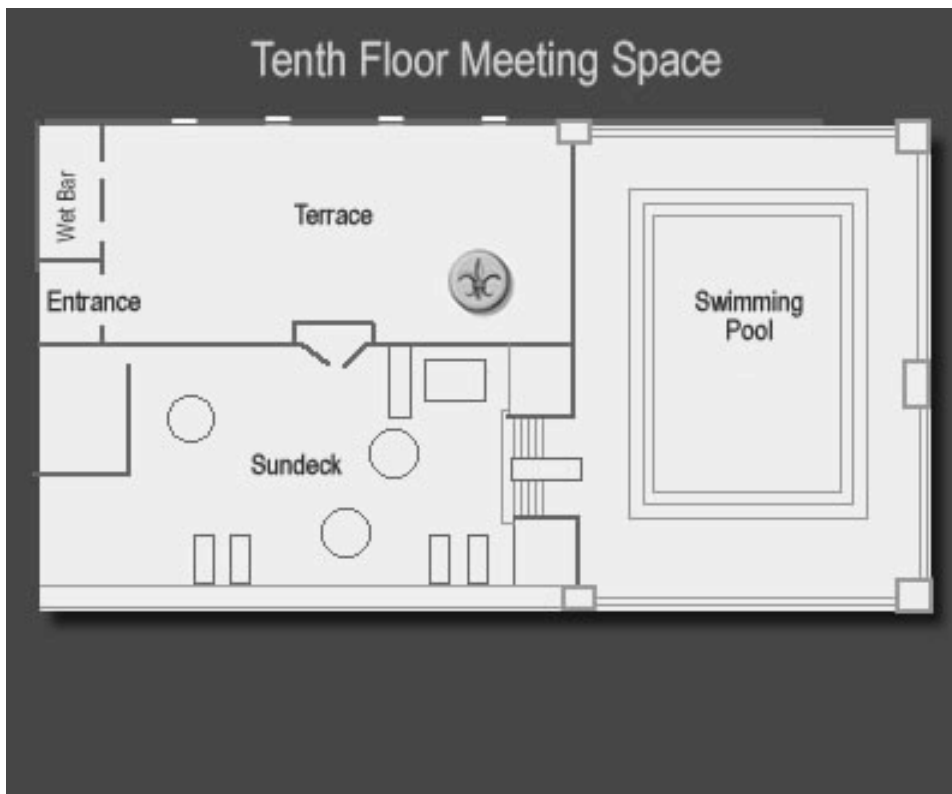 Tenth Floor Meeting Space
Wet Bar
Terrace
Entrance
Swimming
Pool
Sundeck